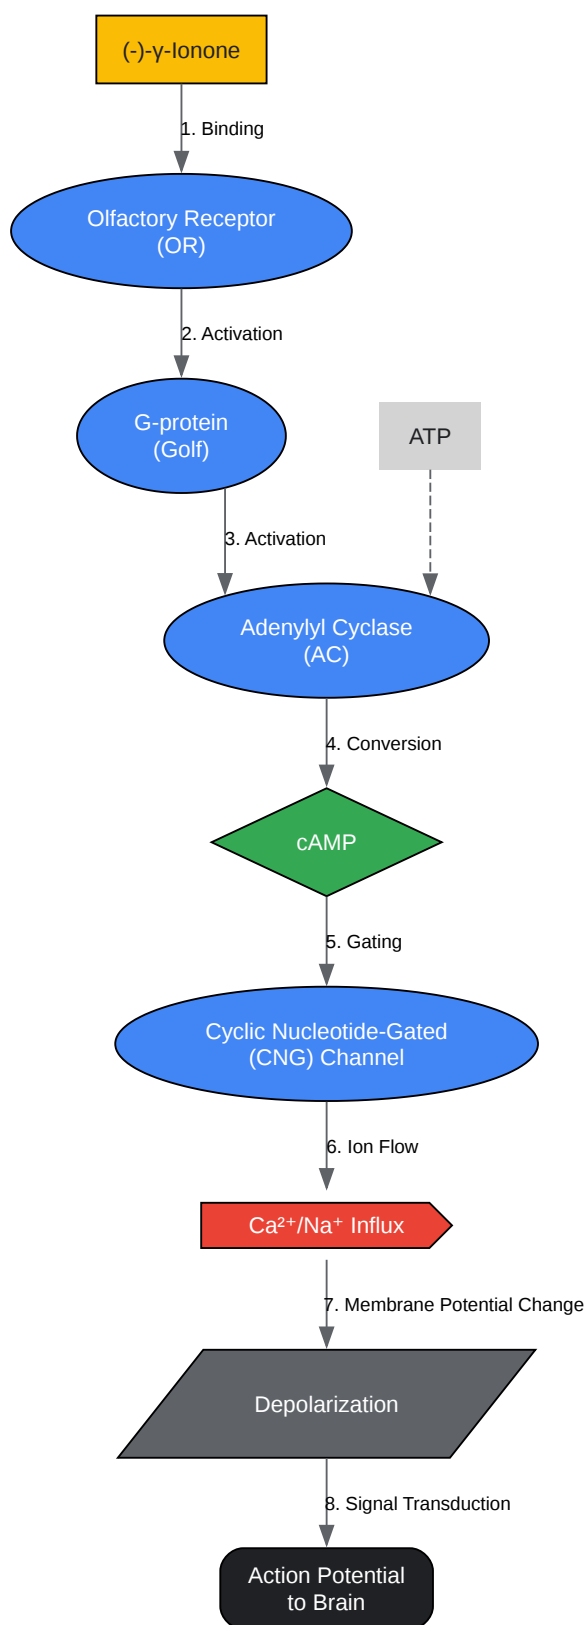 (-)-γ-Ionone
1. Binding
Olfactory Receptor
(OR)
2. Activation
G-protein
(Golf)
ATP
3. Activation
Adenylyl Cyclase
(AC)
4. Conversion
cAMP
5. Gating
Cyclic Nucleotide-Gated
(CNG) Channel
6. Ion Flow
Ca²⁺/Na⁺ Influx
7. Membrane Potential Change
Depolarization
8. Signal Transduction
Action Potential
to Brain